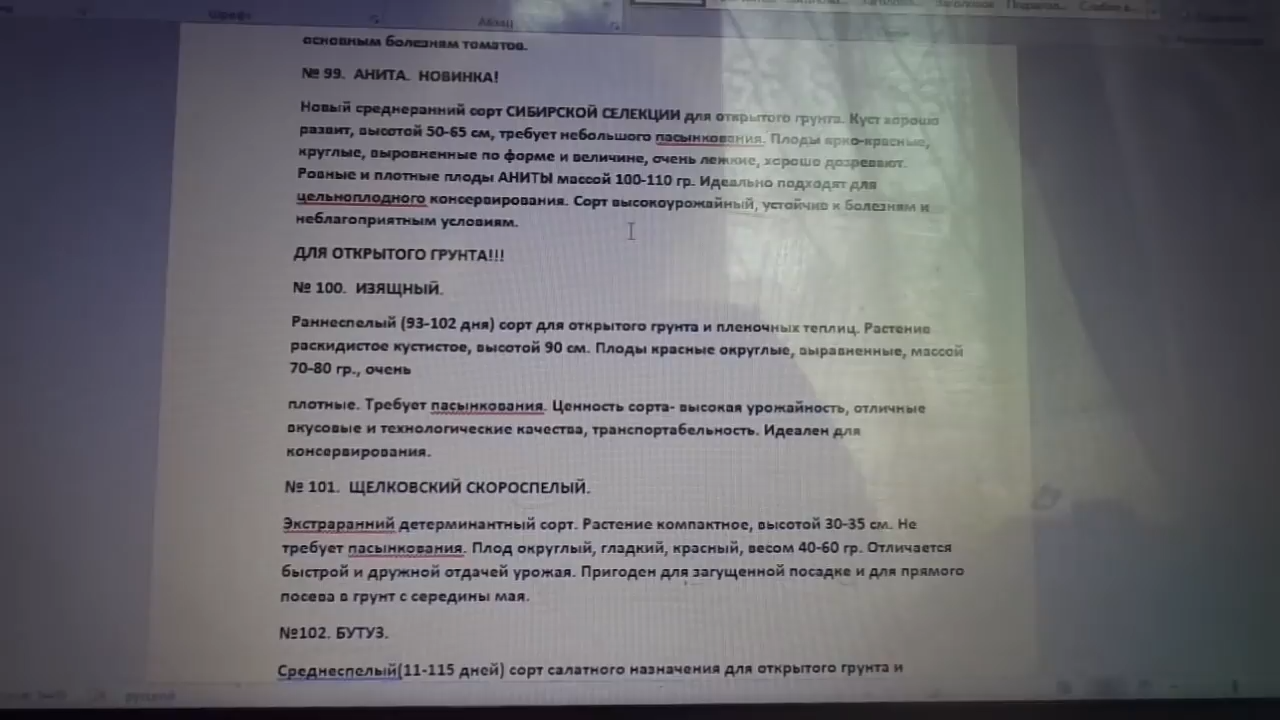 Абзац
основным болезням томатов.
№ 99. АНИТА. НОВИНКА!
Новый среднеранний сорт СИБИРСКОЙ СЕЛЕКЦИИ для открытого грунта. Куст хорошо
развит, высотой 50-65 см, требует небольшого пасынкования. Плоды ярко-красные,
круглые, выровненные по форме и величине, очень лежкие, хорошо дозревают.
Ровные и плотные плоды АНИТЫ массой 100-110 гр. Идеально подходят для
цельноплодного консервирования. Сорт высокоурожайный, устойчив к болезням и
неблагоприятным условиям.
ДЛЯ ОТКРЫТОГО ГРУНТА!!!
№ 100. ИЗЯЩНЫЙ.
Раннеспелый (93-102 дня) сорт для открытого грунта и пленочных теплиц. Растение
раскидистое кустистое, высотой 90 см. Плоды красные округлые, выравненные, массой
70-80 гр., очень
плотные. Требует пасынкования. Ценность сорта- высокая урожайность, отличные
вкусовые и технологические качества, транспортабельность. Идеален для
консервирования.
№ 101. ЩЕЛКОВСКИЙ СКОРОСПЕЛЫЙ.
Экстраранний детерминантный сорт. Растение компактное, высотой 30-35 см. Не
требует пасынкования. Плод округлый, гладкий, красный, весом 40-60 гр. Отличается
быстрой и дружной отдачей урожая. Пригоден для загущенной посадке и для прямого
посева в грунт с середины мая.
№102. БУТУЗ.
Среднеспелый(11-115 дней) сорт салатного назначения для открытого грунта и
русский